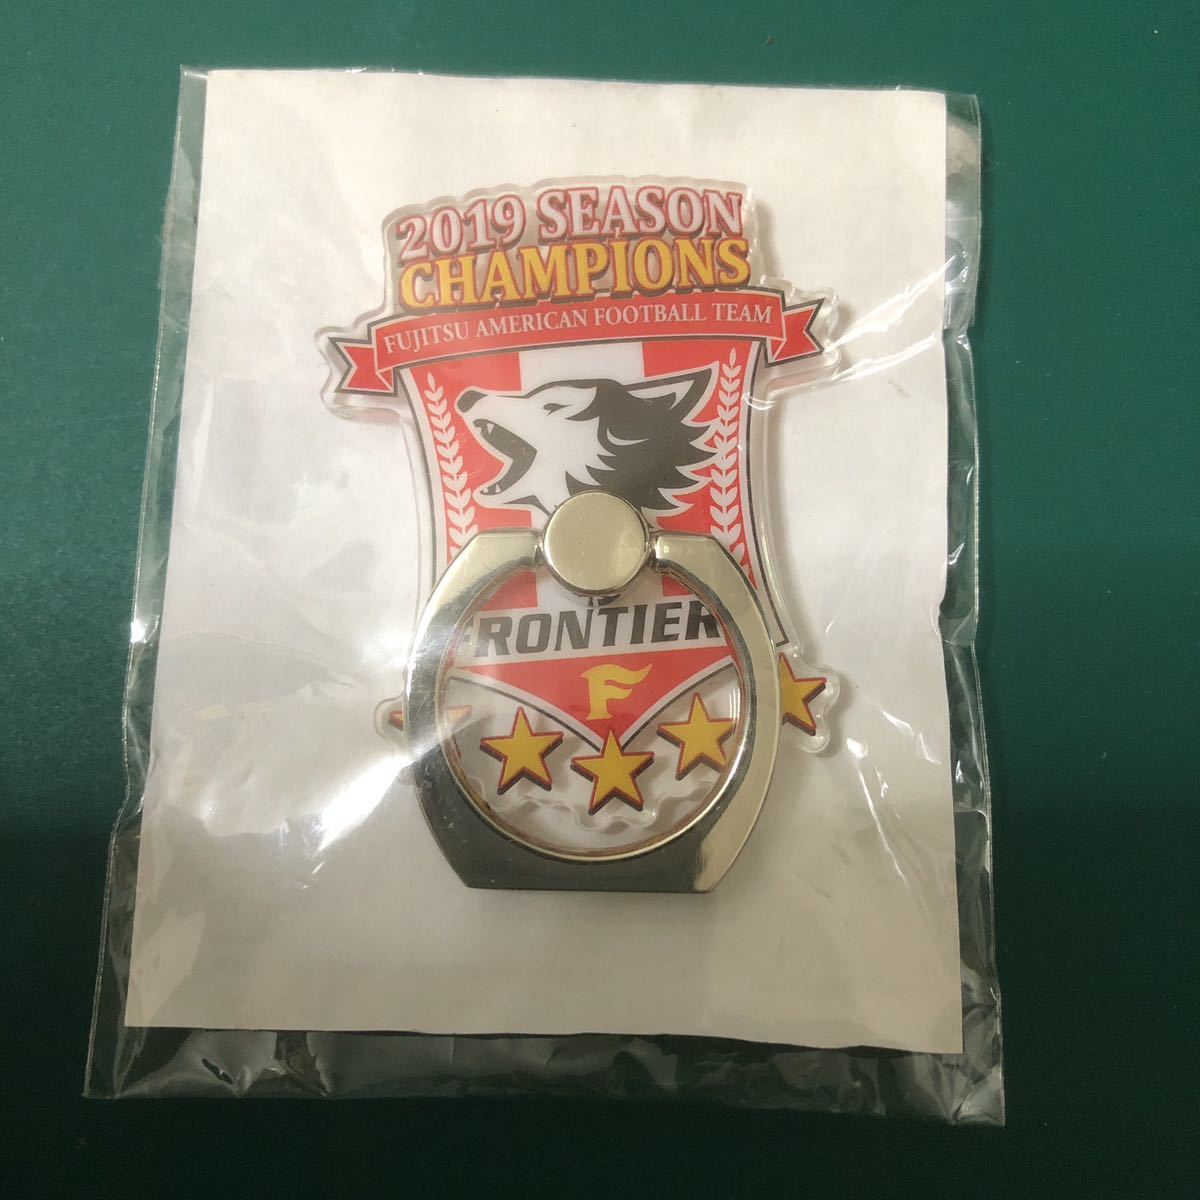 2019 SEASON
CHAMPIONS
FUJITSU AMERICAN FOOTBALL TEAM
FRONTIER
F